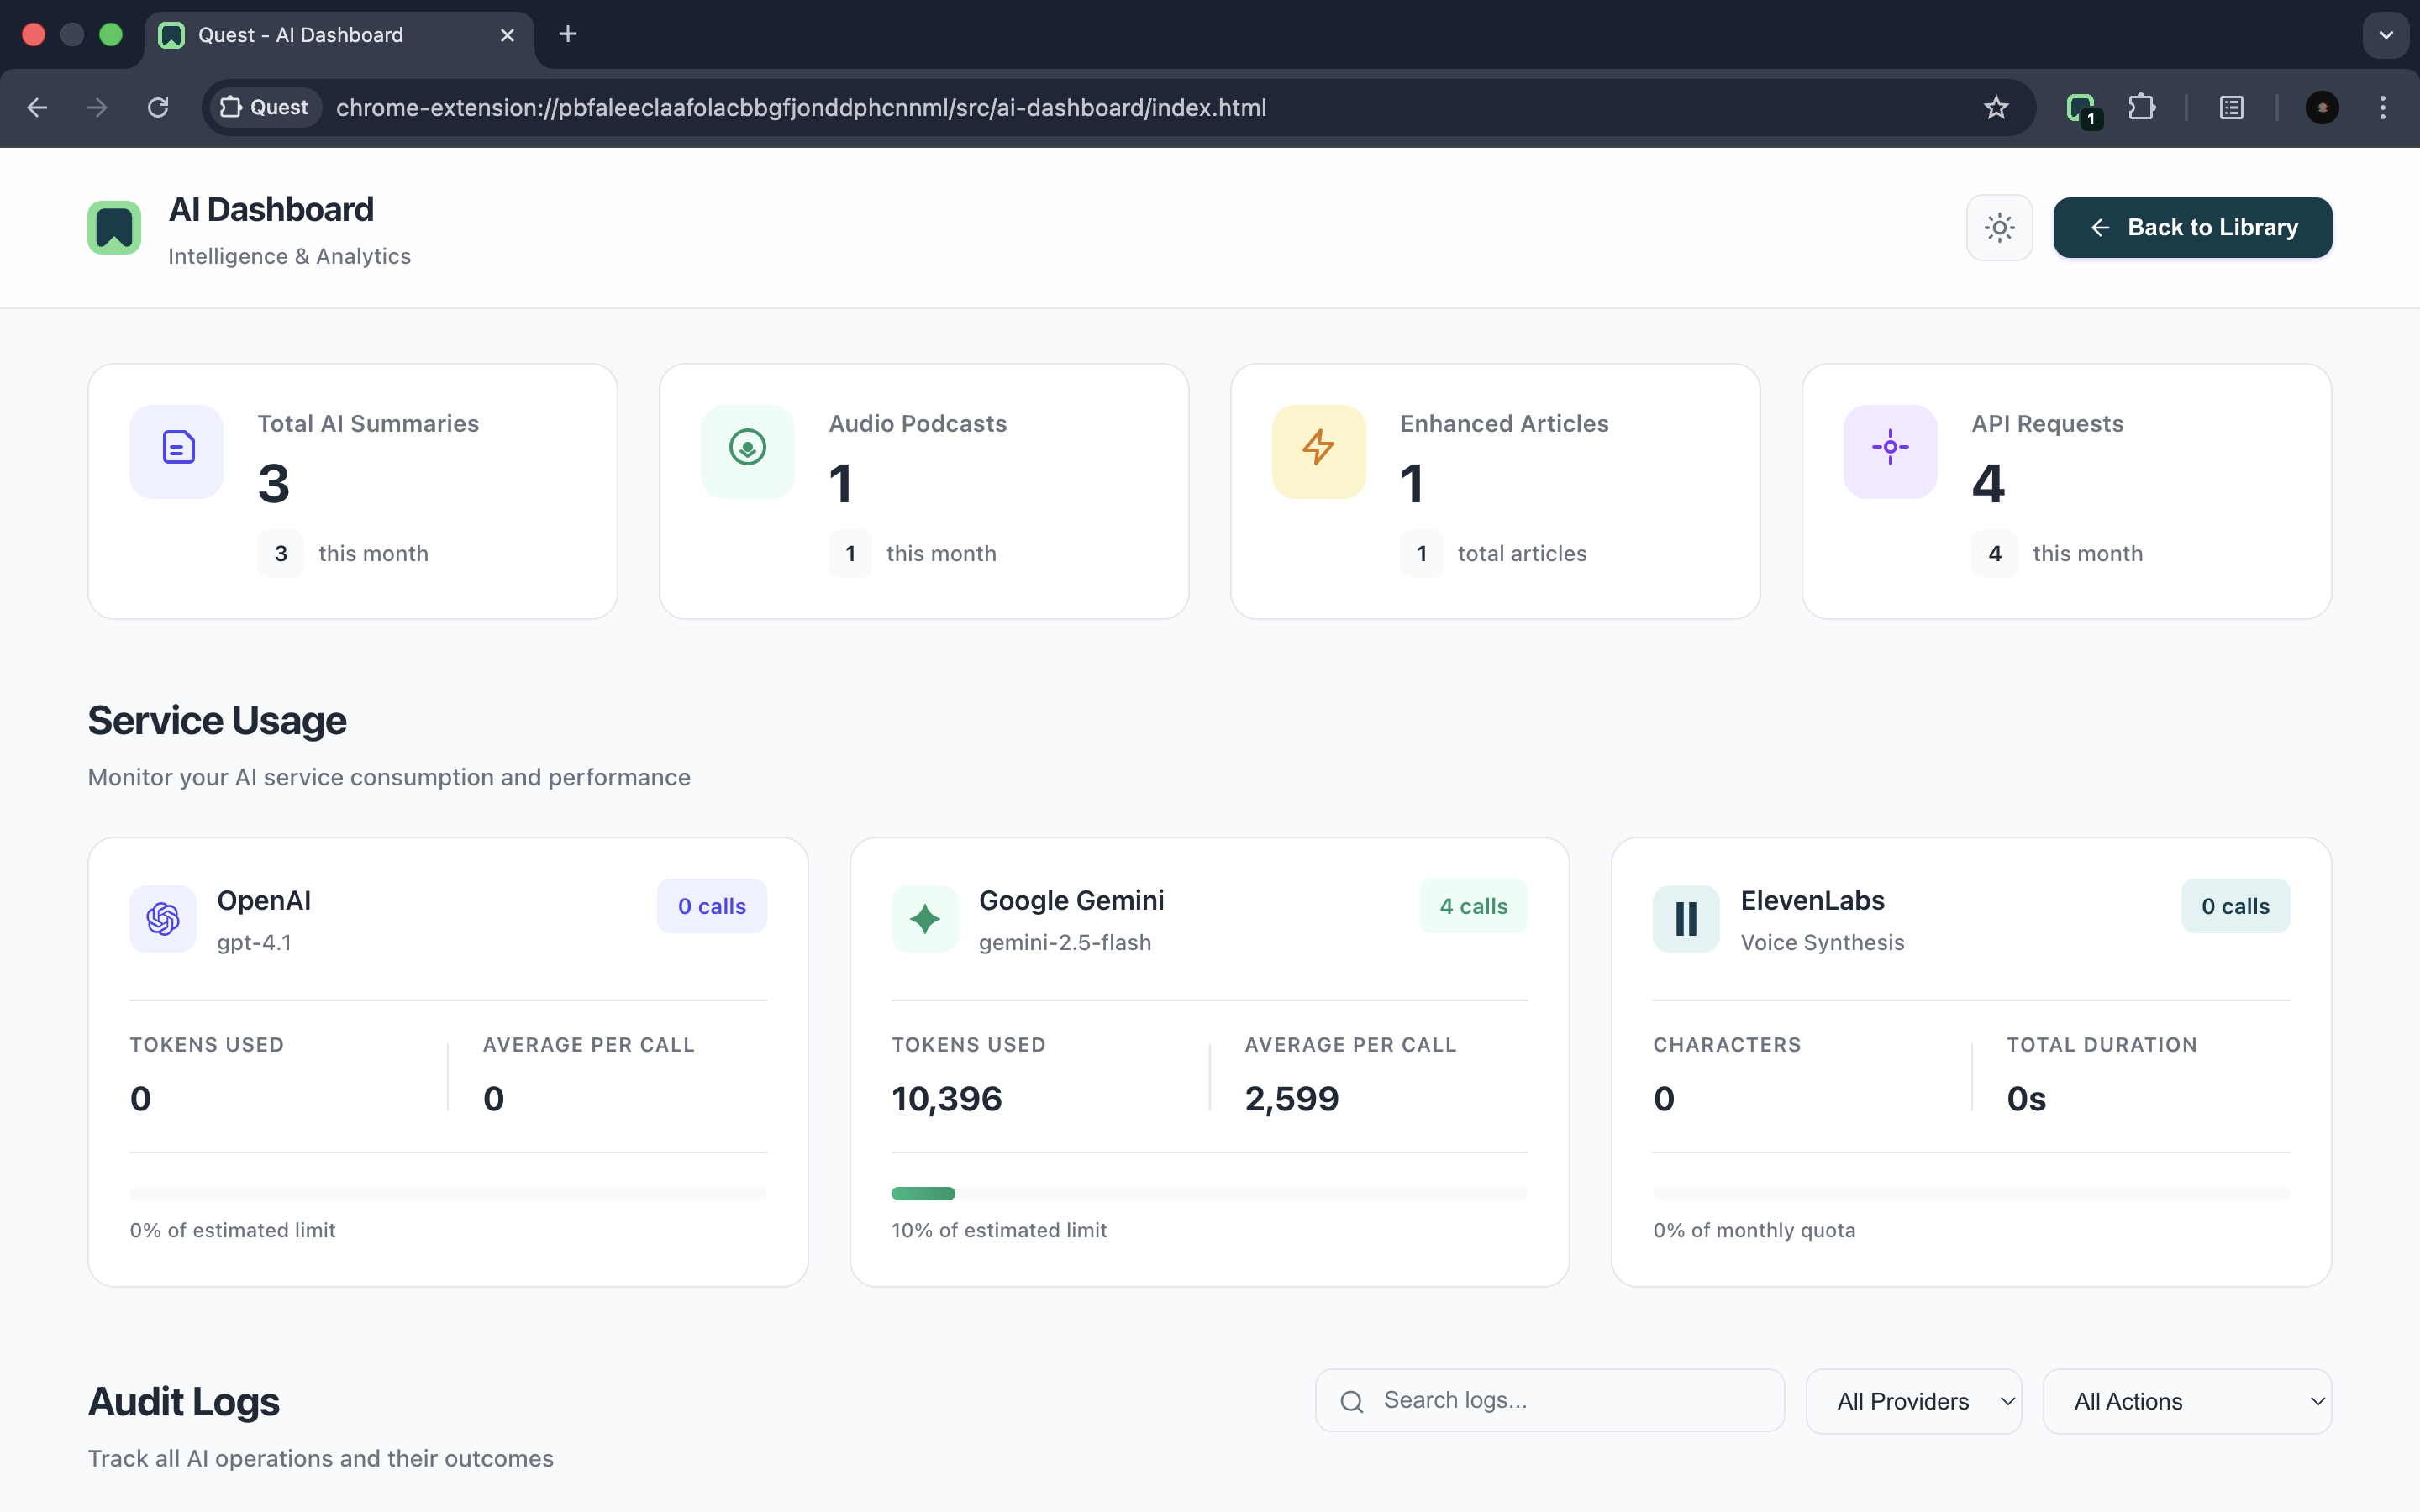 Quest - AI Dashboard
Quest
chrome-extension://pbfaleeclaafolacbbgfjonddphcnnml/src/ai-dashboard/index.html
1
AI Dashboard
Intelligence & Analytics
Back to Library
Total AI Summaries
3
3 this month
Audio Podcasts
1
1 this month
Enhanced Articles
1
1 total articles
API Requests
4
4 this month
Service Usage
Monitor your AI service consumption and performance
OpenAI
gpt-4.1
0 calls
TOKENS USED
0
AVERAGE PER CALL
0
0% of estimated limit
Google Gemini
gemini-2.5-flash
4 calls
TOKENS USED
10,396
AVERAGE PER CALL
2,599
10% of estimated limit
ElevenLabs
Voice Synthesis
0 calls
CHARACTERS
0
TOTAL DURATION
0s
0% of monthly quota
Audit Logs
Track all AI operations and their outcomes
Search logs...
All Providers
All Actions